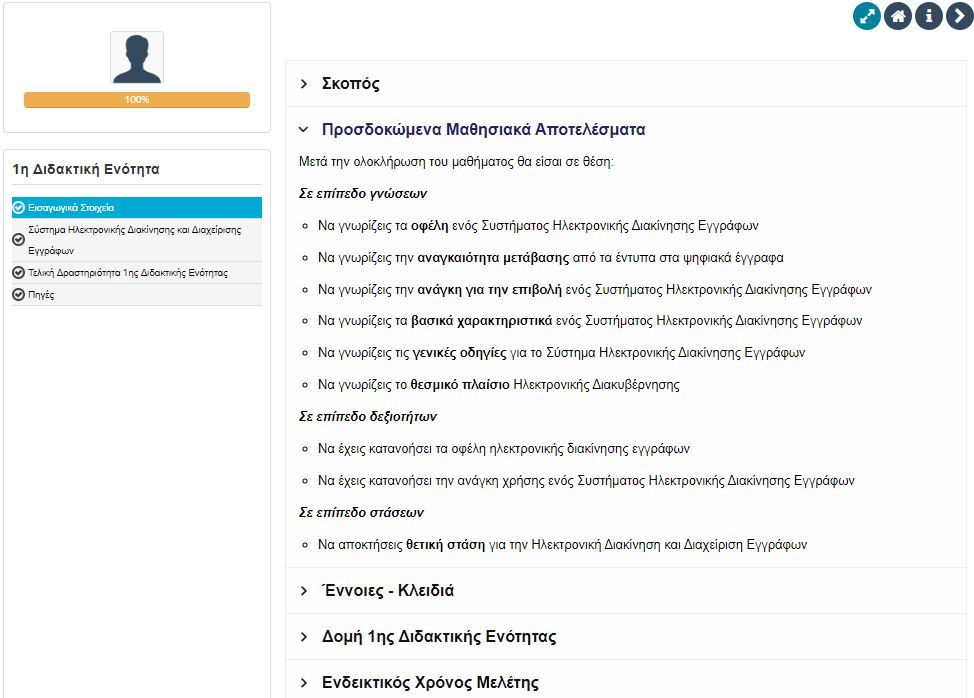 100%
1η Διδακτική Ενότητα
Εισαγωγικά Στοιχεία
Σύστημα Ηλεκτρονικής Διακίνησης και Διαχείρισης
Εγγράφων
Τελική Δραστηριότητα 1ης Διδακτικής Ενότητας
Πηγές
Σκοπός
Προσδοκώμενα Μαθησιακά Αποτελέσματα
Μετά την ολοκλήρωση του μαθήματος θα είσαι σε θέση:
Σε επίπεδο γνώσεων
Να γνωρίζεις τα οφέλη ενός Συστήματος Ηλεκτρονικής Διακίνησης Εγγράφων
Να γνωρίζεις την αναγκαιότητα μετάβασης από τα έντυπα στα ψηφιακά έγγραφα
Να γνωρίζεις την ανάγκη για την επιβολή ενός Συστήματος Ηλεκτρονικής Διακίνησης Εγγράφων
Να γνωρίζεις τα βασικά χαρακτηριστικά ενός Συστήματος Ηλεκτρονικής Διακίνησης Εγγράφων
Να γνωρίζεις τις γενικές οδηγίες για το Σύστημα Ηλεκτρονικής Διακίνησης Εγγράφων
Να γνωρίζεις το θεσμικό πλαίσιο Ηλεκτρονικής Διακυβέρνησης
Σε επίπεδο δεξιοτήτων
Να έχεις κατανοήσει τα οφέλη ηλεκτρονικής διακίνησης εγγράφων
Να έχεις κατανοήσει την ανάγκη χρήσης ενός Συστήματος Ηλεκτρονικής Διακίνησης Εγγράφων
Σε επίπεδο στάσεων
Να αποκτήσεις θετική στάση για την Ηλεκτρονική Διακίνηση και Διαχείριση Εγγράφων
Έννοιες - Κλειδιά
Δομή 1ης Διδακτικής Ενότητας
Ενδεικτικός Χρόνος Μελέτης